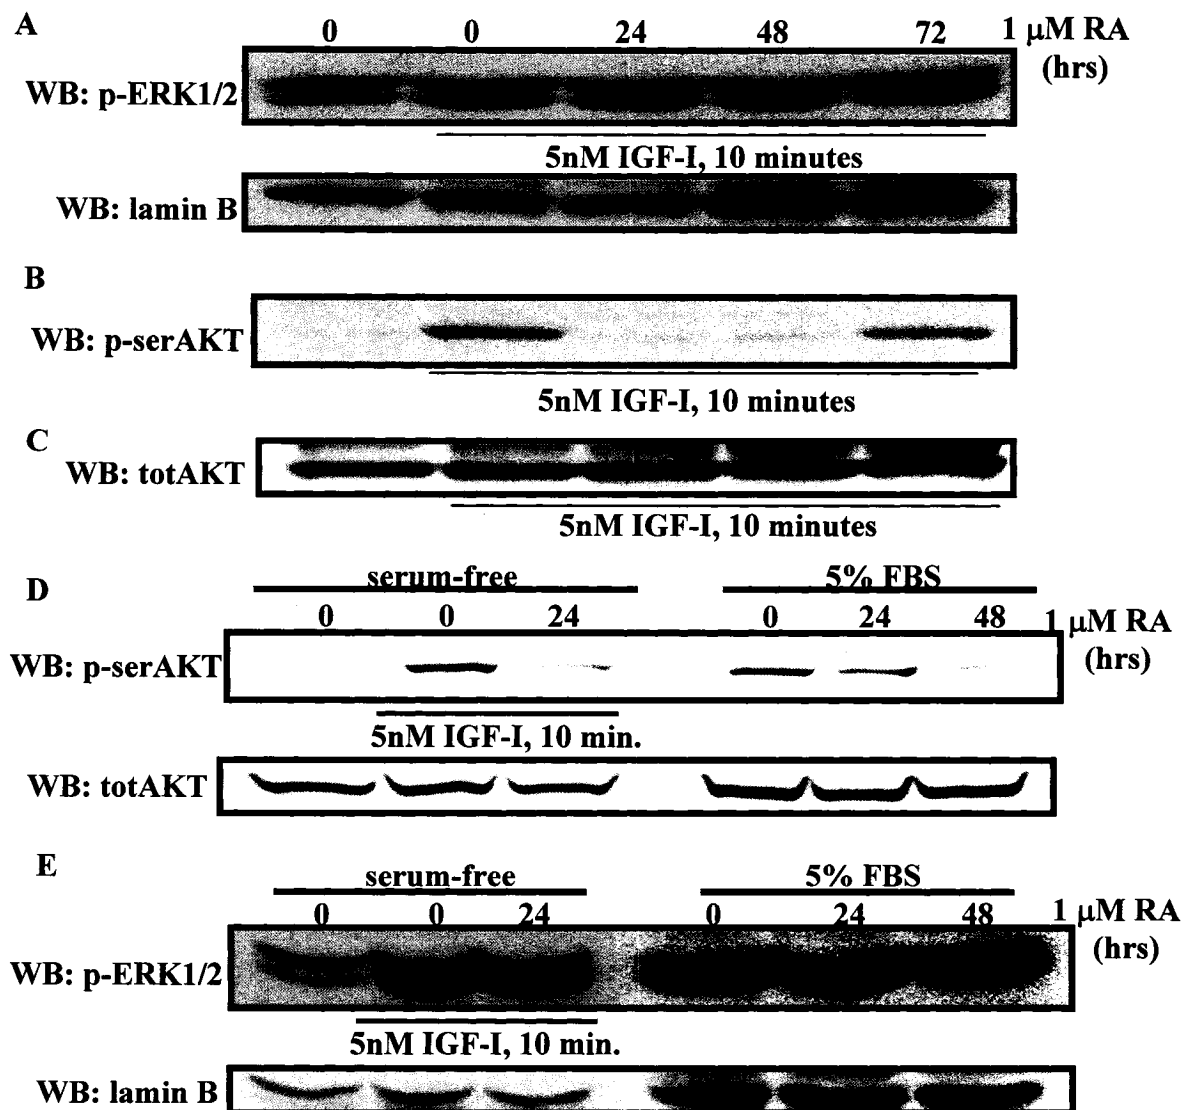 A
0 0 24 48 72 1 μM RA
(hrs)
WB: p-ERK1/2
5nM IGF-I, 10 minutes
WB: lamin B
B
WB: p-serAKT
5nM IGF-I, 10 minutes
C
WB: totAKT
5nM IGF-I, 10 minutes
serum-free 5% FBS
D
0 0 24 0 24 48 1 μM RA
(hrs)
WB: p-serAKT
5nM IGF-I, 10 min.
WB: totAKT
E
serum-free 5% FBS
0 0 24 0 24 48 1 μM RA
(hrs)
WB: p-ERK1/2
5nM IGF-I, 10 min.
WB: lamin B